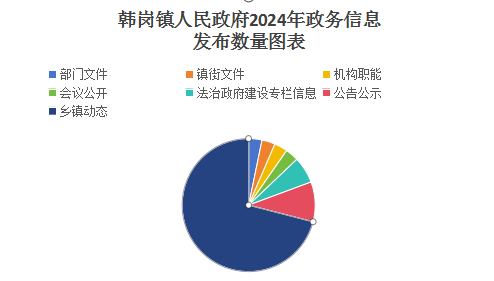 韩岗镇人民政府2024年政务信息
发布数量图表
部门文件 镇街文件 机构职能
会议公开 法治政府建设专栏信息 公告公示
乡镇动态